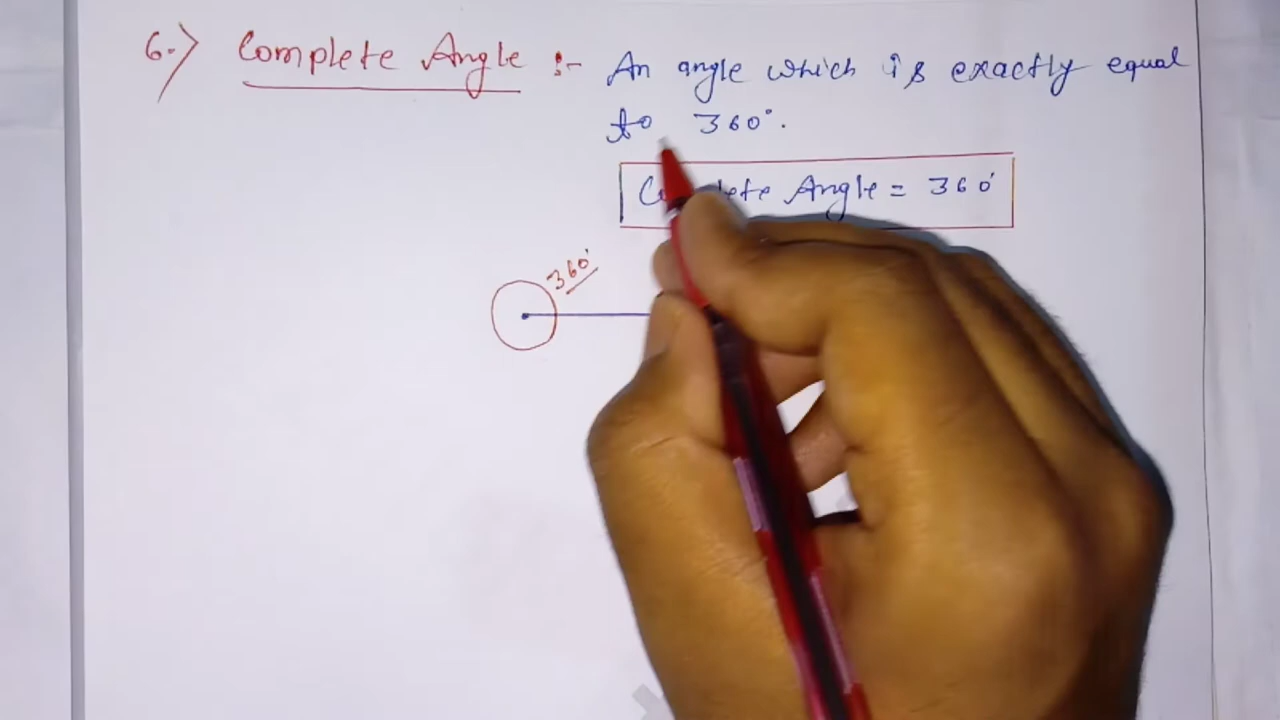 6.) Complete Angle :- An angle which is exactly equal
to 360°.
Angle = 360°
360°